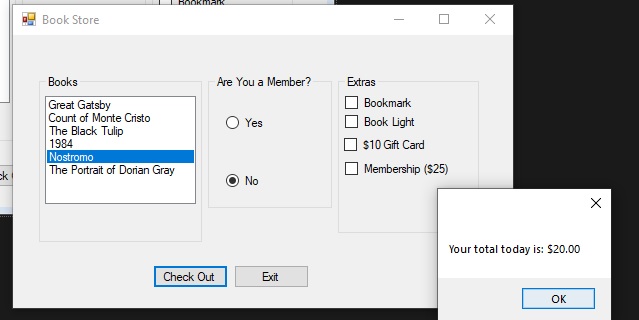 Bookmark
Book Store
Books
Great Gatsby
Count of Monte Cristo
The Black Tulip
1984
Nostromo
The Portrait of Dorian Gray
Are You a Member?
Yes
No
Extras
Bookmark
Book Light
$10 Gift Card
Membership ($25)
Check Out
Exit
Your total today is: $20.00
OK